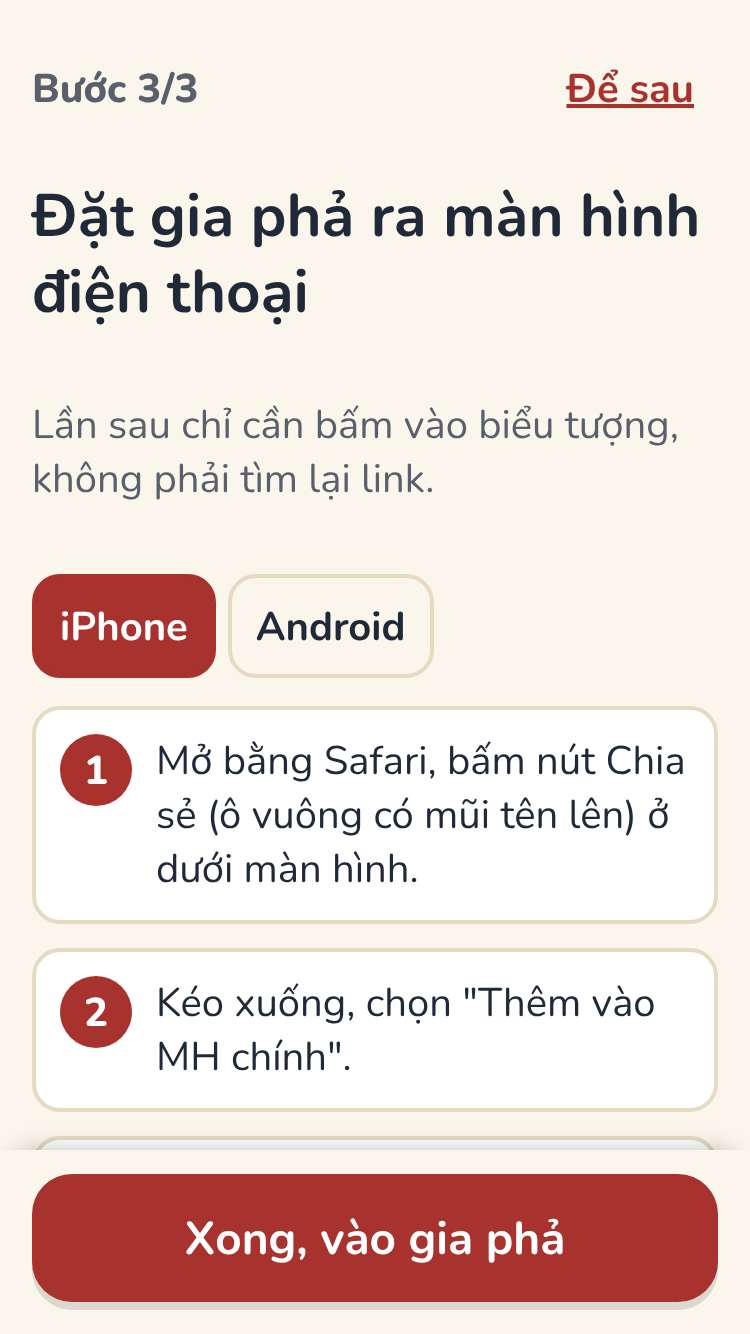 Bước 3/3
Để sau
Đặt gia phả ra màn hình
điện thoại
Lần sau chỉ cần bấm vào biểu tượng,
không phải tìm lại link.
iPhone
Android
1
Mở bằng Safari, bấm nút Chia
sẻ (ô vuông có mũi tên lên) ở
dưới màn hình.
2
Kéo xuống, chọn "Thêm vào
MH chính".
Xong, vào gia phả